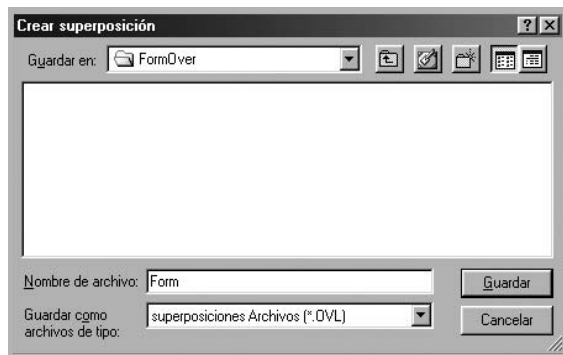 Crear superposición
Guardar en: FormOver
Nombre de archivo: Form
Guardar
Guardar como
archivos de tipo: superposiciones Archivos (*.OVL)
Cancelar